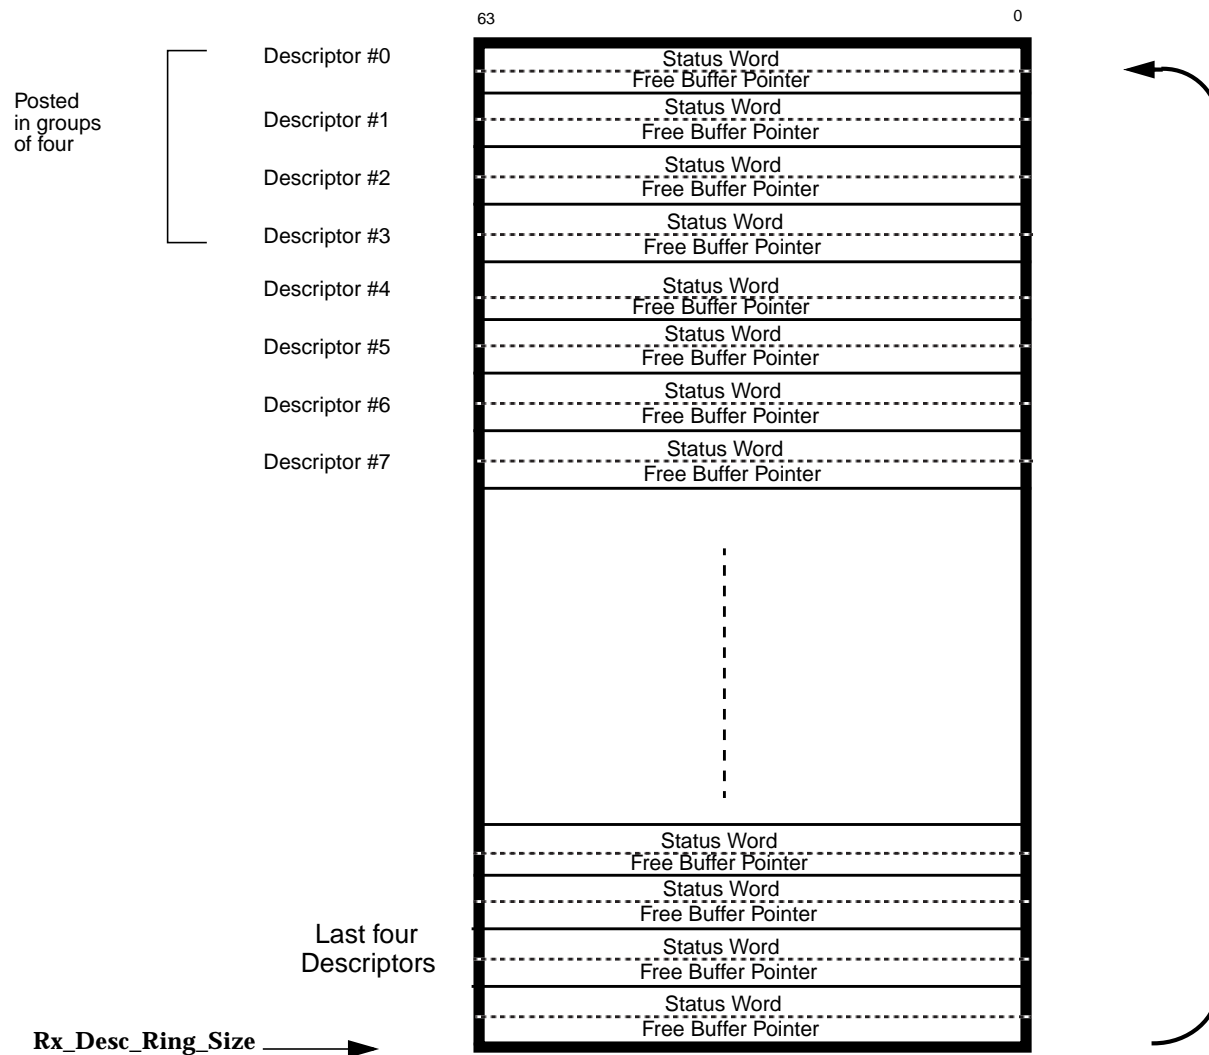 63
0
Descriptor #0
Status Word
Free Buffer Pointer
Posted
in groups
of four
Descriptor #1
Status Word
Free Buffer Pointer
Descriptor #2
Status Word
Free Buffer Pointer
Descriptor #3
Status Word
Free Buffer Pointer
Descriptor #4
Status Word
Free Buffer Pointer
Descriptor #5
Status Word
Free Buffer Pointer
Descriptor #6
Status Word
Free Buffer Pointer
Descriptor #7
Status Word
Free Buffer Pointer
Status Word
Free Buffer Pointer
Status Word
Free Buffer Pointer
Last four
Descriptors
Status Word
Free Buffer Pointer
Status Word
Free Buffer Pointer
Rx_Desc_Ring_Size